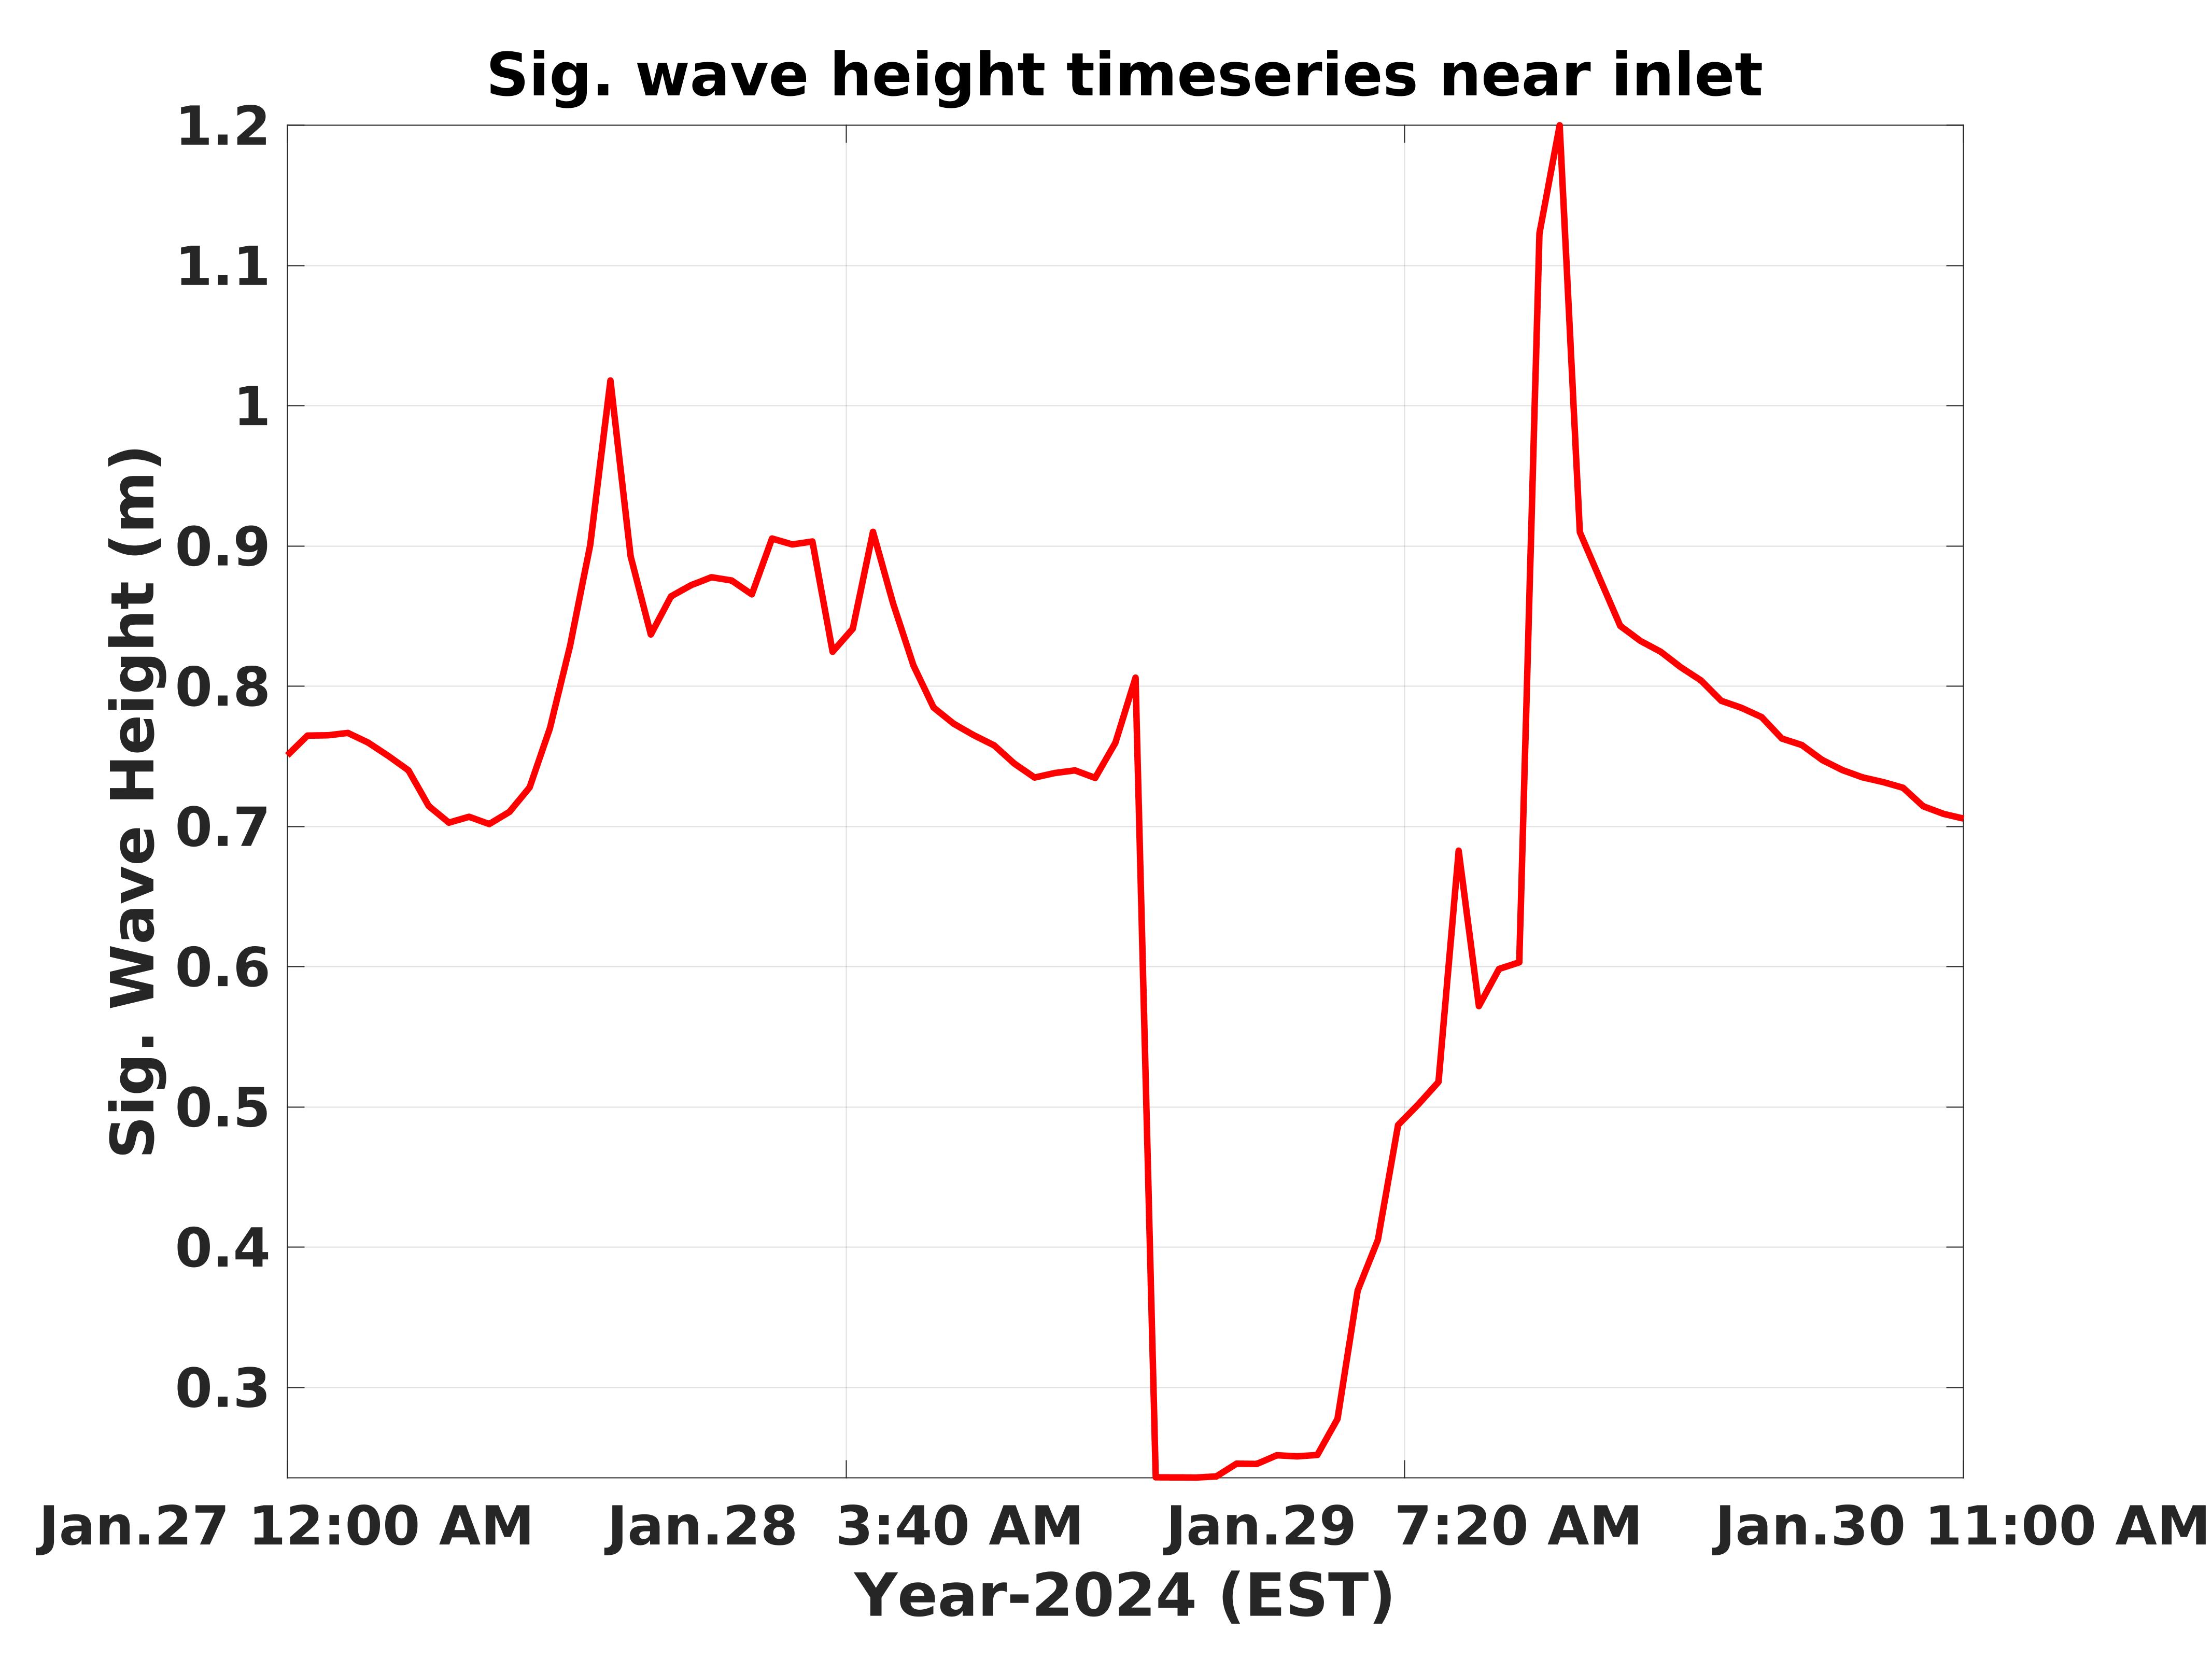 Sig. wave height timeseries near inlet
1.2
1.1
1
0.9
0.8
0.7
0.6
0.5
0.4
0.3
Sig. Wave Height (m)
Jan.27 12:00 AM Jan.28 3:40 AM Jan.29 7:20 AM Jan.30 11:00 AM
Year-2024 (EST)